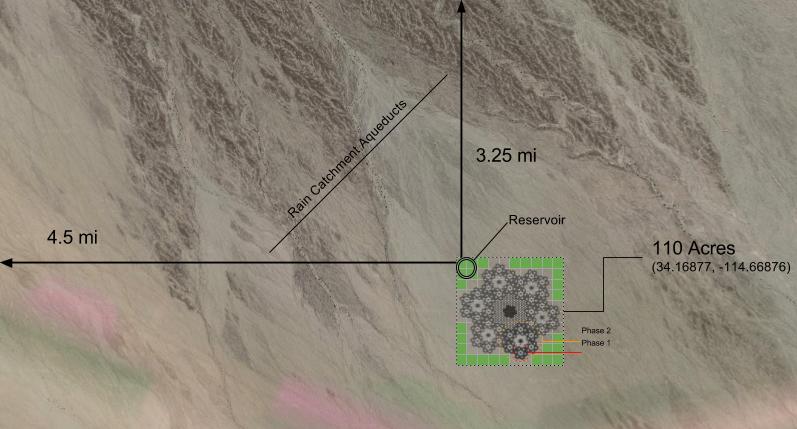 Rain Catchment Aqueducts
3.25 mi
Reservoir
4.5 mi
110 Acres
(34.16877, -114.66876)
Phase 2
Phase 1